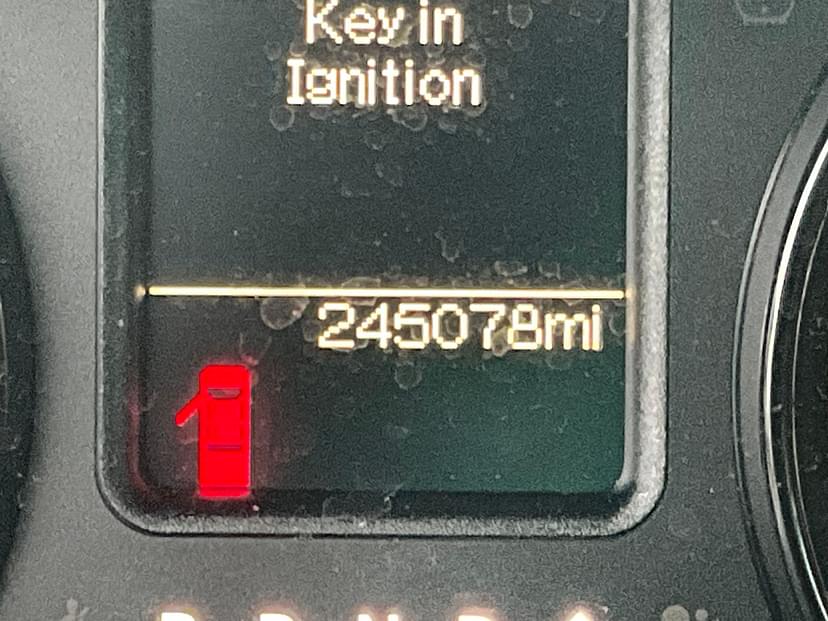 Key in
Ignition
245078mi